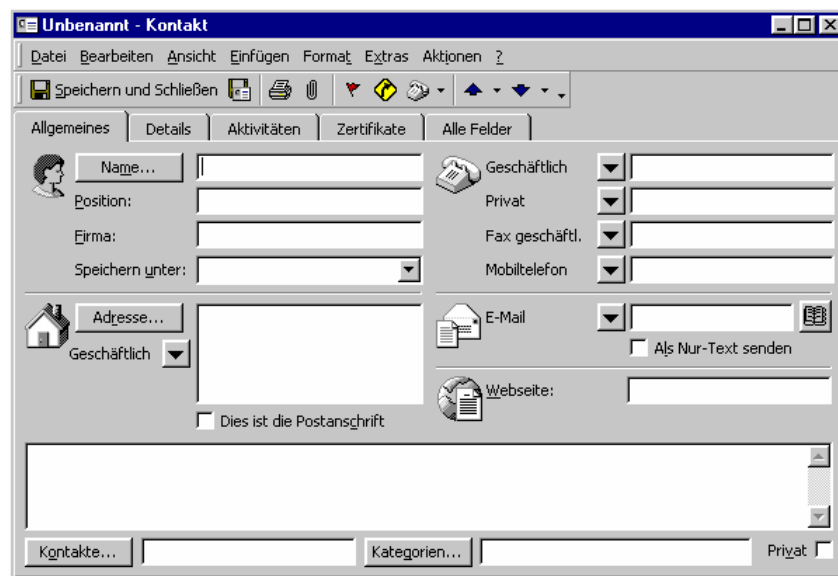 Unbenannt - Kontakt
Datei Bearbeiten Ansicht Einfügen Format Extras Aktionen ?
Speichern und Schließen
Allgemeines Details Aktivitäten Zertifikate Alle Felder
Name...
Position:
Firma:
Speichern unter:
Geschäftlich
Privat
Fax geschäftl.
Mobiltelefon
Adresse...
Geschäftlich
Dies ist die Postanschrift
E-Mail
Als Nur-Text senden
Webseite:
Kontakte... Kategorien... Privat